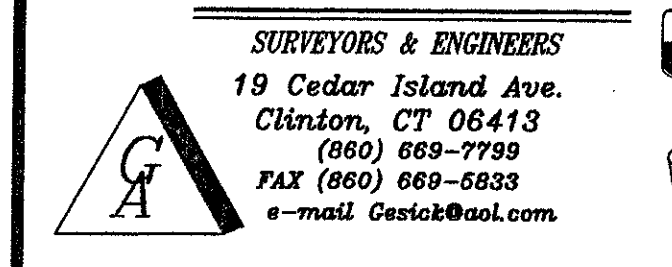 SURVEYORS & ENGINEERS
19 Cedar Island Ave.
Clinton, CT 06413
(860) 669-7799
FAX (860) 669-5833
e-mail Gesick@aol.com
G
A